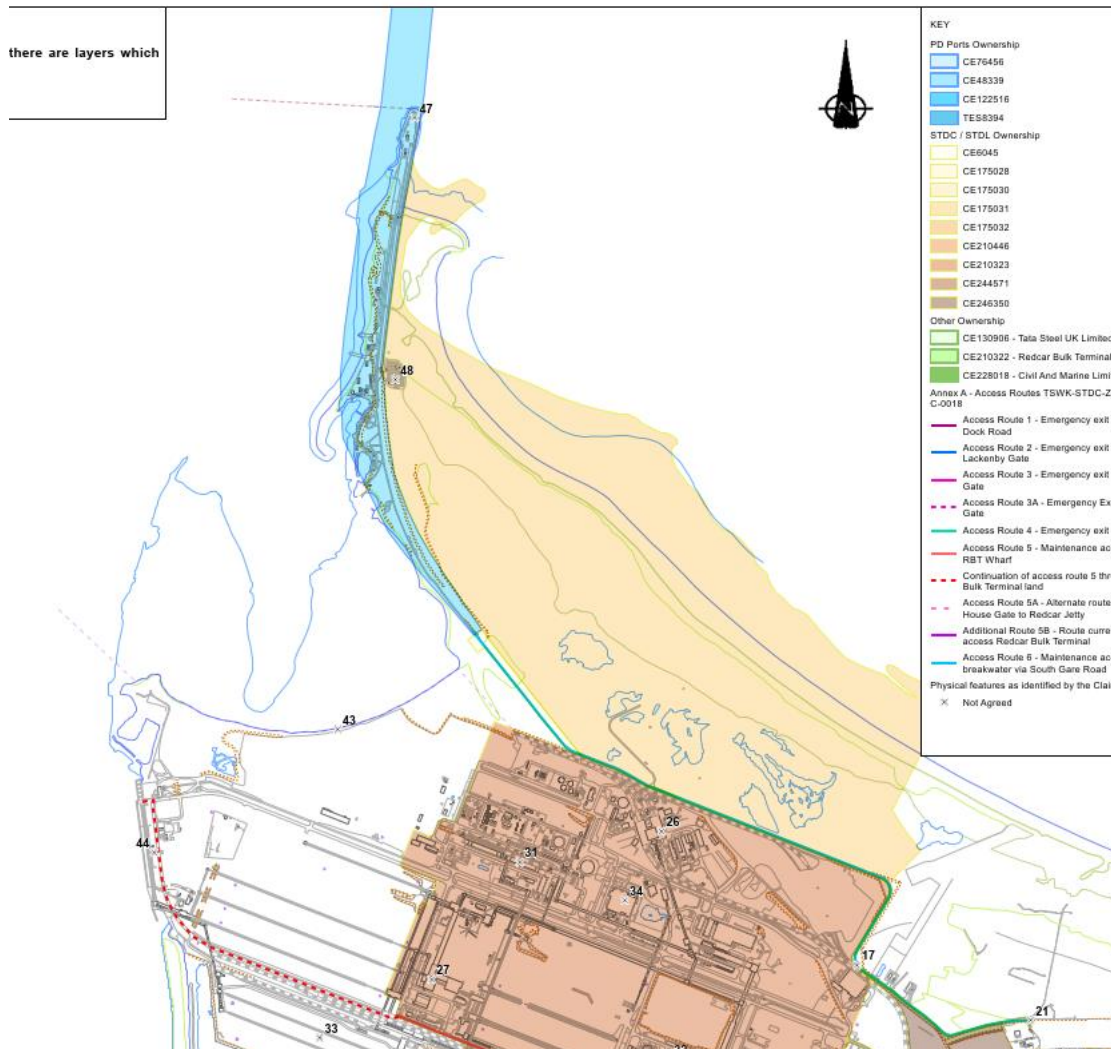 there are layers which
KEY
PD Ports Ownership
CE76456
CE48339
CE122516
TES8394
STDC / STDL Ownership
CE6045
CE175028
CE175030
CE175031
CE175032
CE210446
CE210323
CE244571
CE246350
Other Ownership
CE130906 - Tata Steel UK Limited
CE210322 - Redcar Bulk Terminal
CE228018 - Civil And Marine Limi
Annex A - Access Routes TSWK-STDC-Z
C-0018
Access Route 1 - Emergency exit
Dock Road
Access Route 2 - Emergency exit
Lackenby Gate
Access Route 3 - Emergency exit
Gate
Access Route 3A - Emergency Ex
Gate
Access Route 4 - Emergency exit
Access Route 5 - Maintenance ac
RBT Wharf
Continuation of access route 5 thr
Bulk Terminal land
Access Route 5A - Alternate route
House Gate to Redcar Jetty
Additional Route 5B - Route curre
access Redcar Bulk Terminal
Access Route 6 - Maintenance ac
breakwater via South Gare Road
Physical features as identified by the Clai
Not Agreed
N
47
48
43
26
44
31
34
17
27
21
33